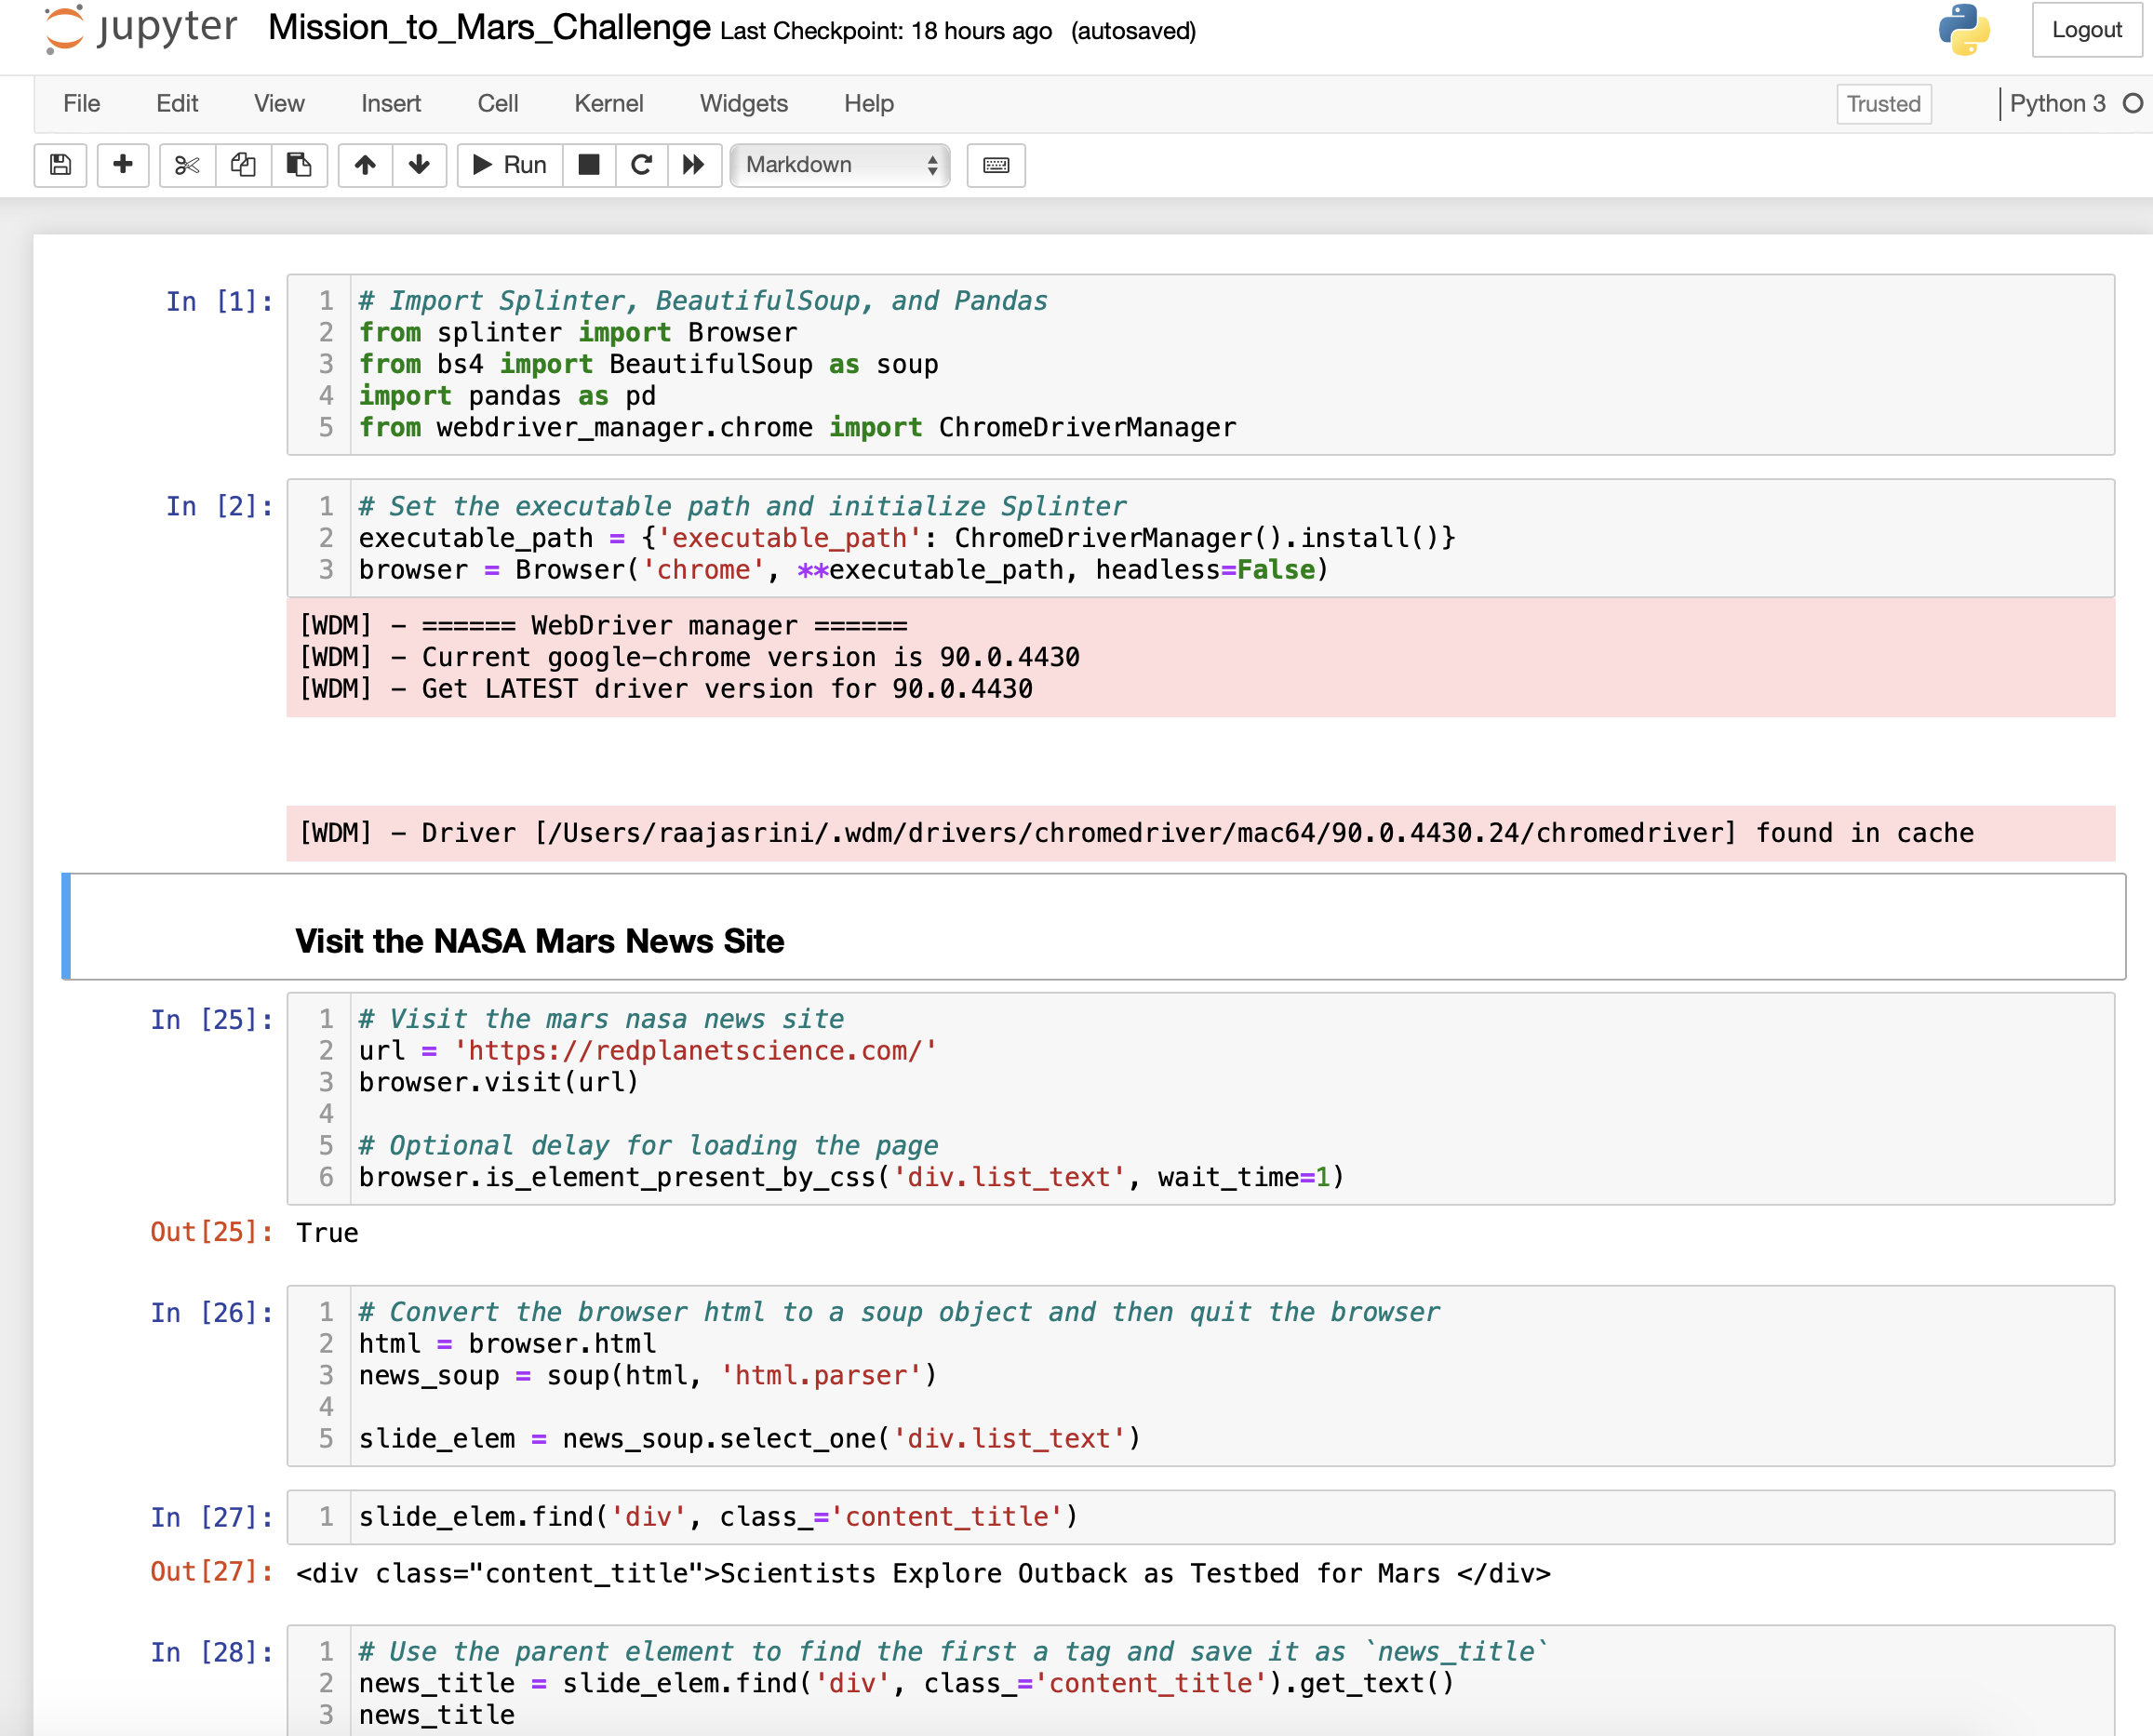 jupyter Mission_to_Mars_Challenge Last Checkpoint: 18 hours ago (autosaved) Logout
File Edit View Insert Cell Kernel Widgets Help Trusted Python 3
Run Markdown
In [1]:
1 # Import Splinter, BeautifulSoup, and Pandas
2 from splinter import Browser
3 from bs4 import BeautifulSoup as soup
4 import pandas as pd
5 from webdriver_manager.chrome import ChromeDriverManager
In [2]:
1 # Set the executable path and initialize Splinter
2 executable_path = {'executable_path': ChromeDriverManager().install()}
3 browser = Browser('chrome', **executable_path, headless=False)
[WDM] - ====== WebDriver manager ======
[WDM] - Current google-chrome version is 90.0.4430
[WDM] - Get LATEST driver version for 90.0.4430
[WDM] - Driver [/Users/raajasrini/.wdm/drivers/chromedriver/mac64/90.0.4430.24/chromedriver] found in cache
Visit the NASA Mars News Site
In [25]:
1 # Visit the mars nasa news site
2 url = 'https://redplanetscience.com/'
3 browser.visit(url)
4
5 # Optional delay for loading the page
6 browser.is_element_present_by_css('div.list_text', wait_time=1)
Out[25]: True
In [26]:
1 # Convert the browser html to a soup object and then quit the browser
2 html = browser.html
3 news_soup = soup(html, 'html.parser')
4
5 slide_elem = news_soup.select_one('div.list_text')
In [27]:
1 slide_elem.find('div', class_='content_title')
Out[27]: <div class="content_title">Scientists Explore Outback as Testbed for Mars </div>
In [28]:
1 # Use the parent element to find the first a tag and save it as `news_title`
2 news_title = slide_elem.find('div', class_='content_title').get_text()
3 news_title